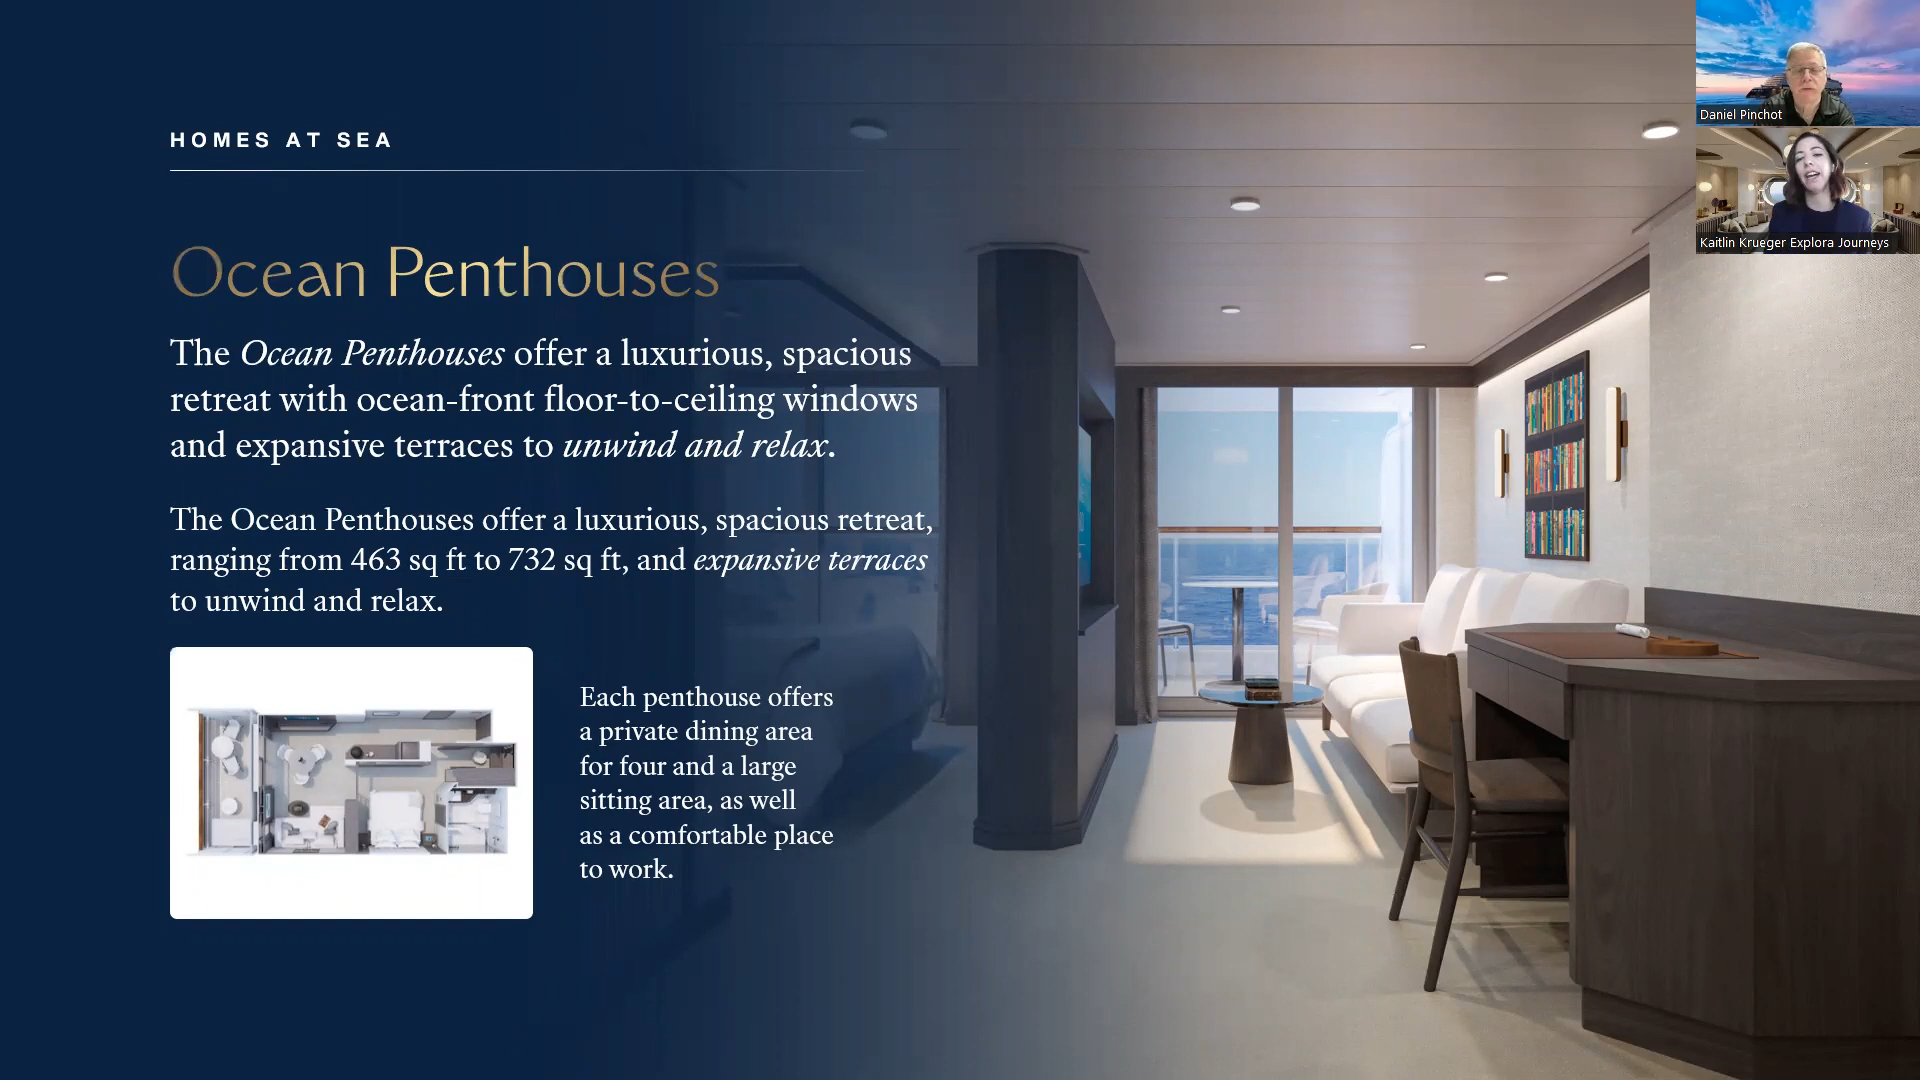 HOMES AT SEA
Ocean Penthouses
The Ocean Penthouses offer a luxurious, spacious
retreat with ocean-front floor-to-ceiling windows
and expansive terraces to unwind and relax.
The Ocean Penthouses offer a luxurious, spacious retreat,
ranging from 463 sq ft to 732 sq ft, and expansive terraces
to unwind and relax.
Each penthouse offers
a private dining area
for four and a large
sitting area, as well
as a comfortable place
to work.
Daniel Pinchot
Kaitlin Krueger Explora Journeys